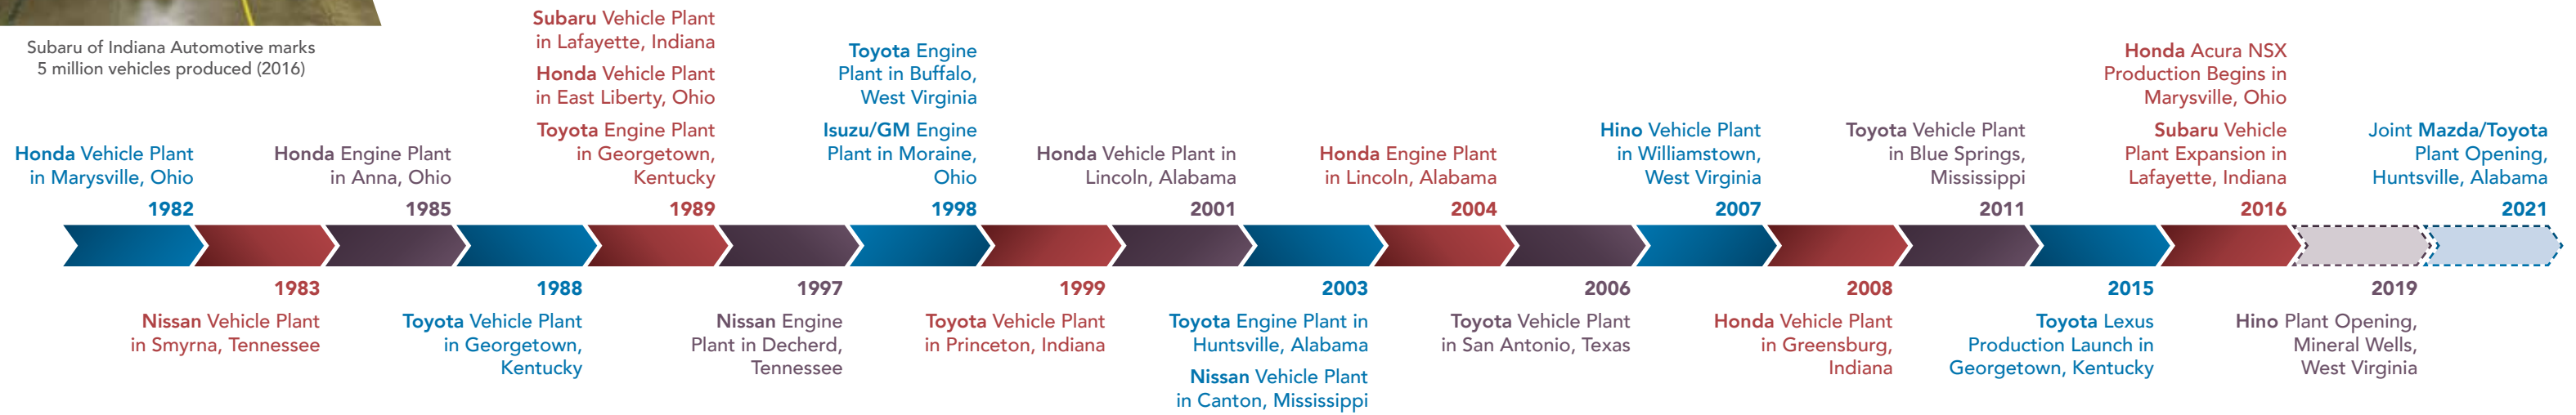 Subaru of Indiana Automotive marks
5 million vehicles produced (2016)
Honda Vehicle Plant
in Marysville, Ohio
1982
Nissan Vehicle Plant
in Smyrna, Tennessee
1983
Honda Engine Plant
in Anna, Ohio
1985
Toyota Vehicle Plant
in Georgetown,
Kentucky
1988
Subaru Vehicle Plant
in Lafayette, Indiana
Honda Vehicle Plant
in East Liberty, Ohio
Toyota Engine Plant
in Georgetown,
Kentucky
1989
1997
Nissan Engine
Plant in Decherd,
Tennessee
Toyota Engine
Plant in Buffalo,
West Virginia
Isuzu/GM Engine
Plant in Moraine,
Ohio
1998
1999
Toyota Vehicle Plant
in Princeton, Indiana
Honda Vehicle Plant in
Lincoln, Alabama
2001
2003
Toyota Engine Plant in
Huntsville, Alabama
Nissan Vehicle Plant
in Canton, Mississippi
Honda Engine Plant
in Lincoln, Alabama
2004
2006
Toyota Vehicle Plant
in San Antonio, Texas
Hino Vehicle Plant
in Williamstown,
West Virginia
2007
2008
Honda Vehicle Plant
in Greensburg,
Indiana
Toyota Vehicle Plant
in Blue Springs,
Mississippi
2011
2015
Toyota Lexus
Production Launch in
Georgetown, Kentucky
Honda Acura NSX
Production Begins in
Marysville, Ohio
Subaru Vehicle
Plant Expansion in
Lafayette, Indiana
2016
2019
Hino Plant Opening,
Mineral Wells,
West Virginia
Joint Mazda/Toyota
Plant Opening,
Huntsville, Alabama
2021